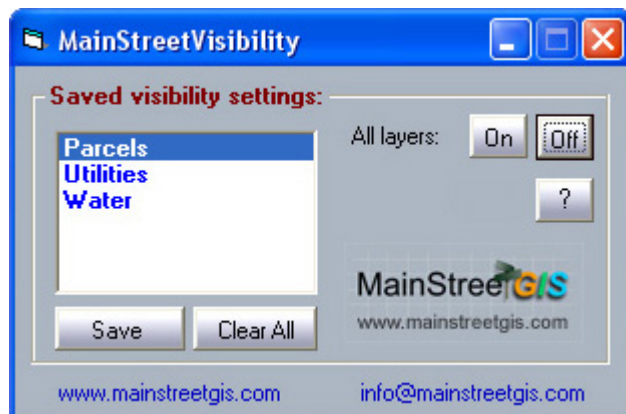 MainStreetVisibility
Saved visibility settings:
Parcels
Utilities
Water
All layers:
On
Off
?
MainStreetGIS
www.mainstreetgis.com
Save
Clear All
www.mainstreetgis.com
info@mainstreetgis.com